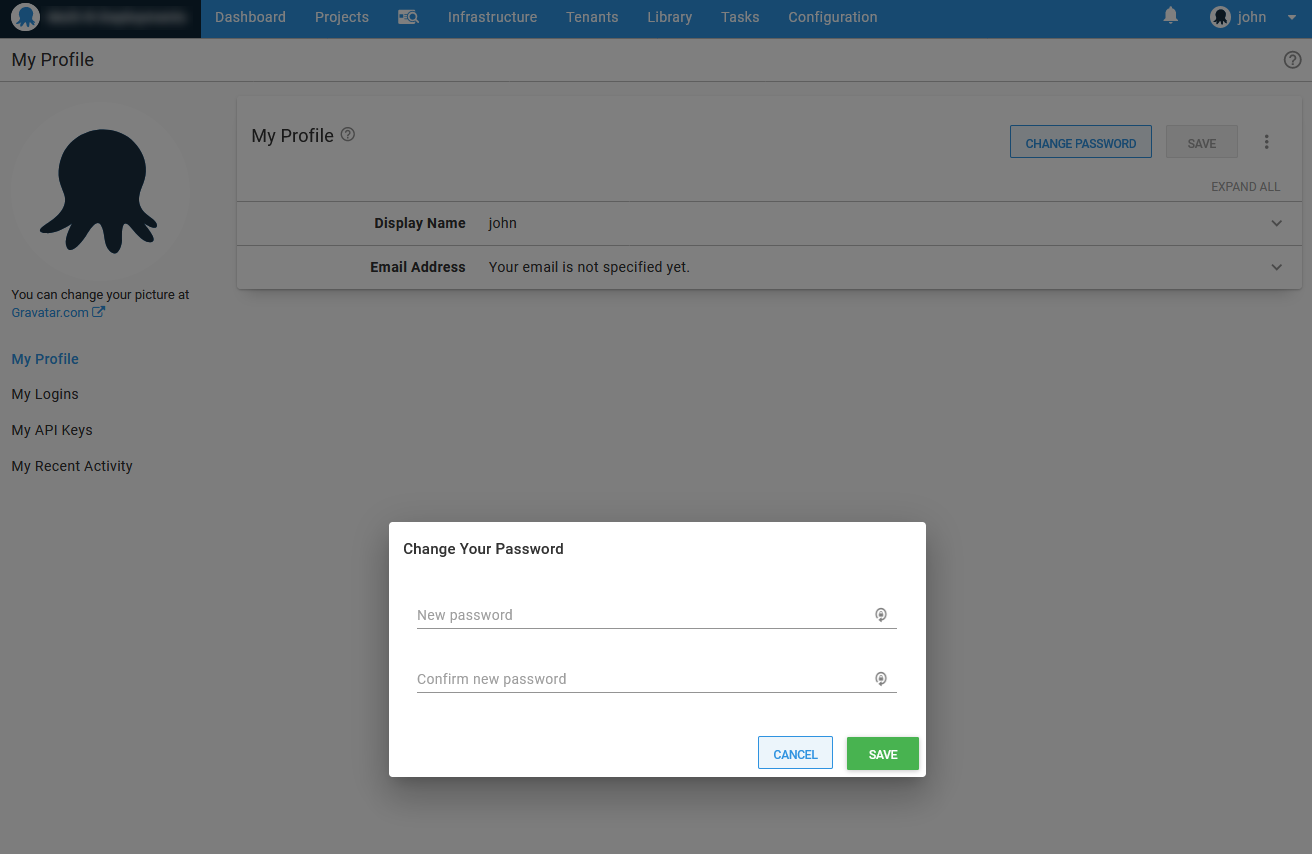 Dashboard Projects Infrastructure Tenants Library Tasks Configuration john
My Profile
My Profile
CHANGE PASSWORD SAVE
EXPAND ALL
Display Name john
Email Address Your email is not specified yet.
You can change your picture at
Gravatar.com
My Profile
My Logins
My API Keys
My Recent Activity
Change Your Password
New password
Confirm new password
CANCEL SAVE